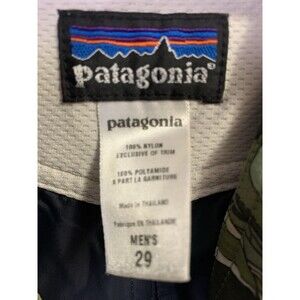 patagonia®
patagonia
100% NYLON
EXCLUSIVE OF TRIM
100% POLYAMIDE
À PART LA GARNITURE
Made in THAILAND
Fabriqué en THAILANDE
MEN'S
29